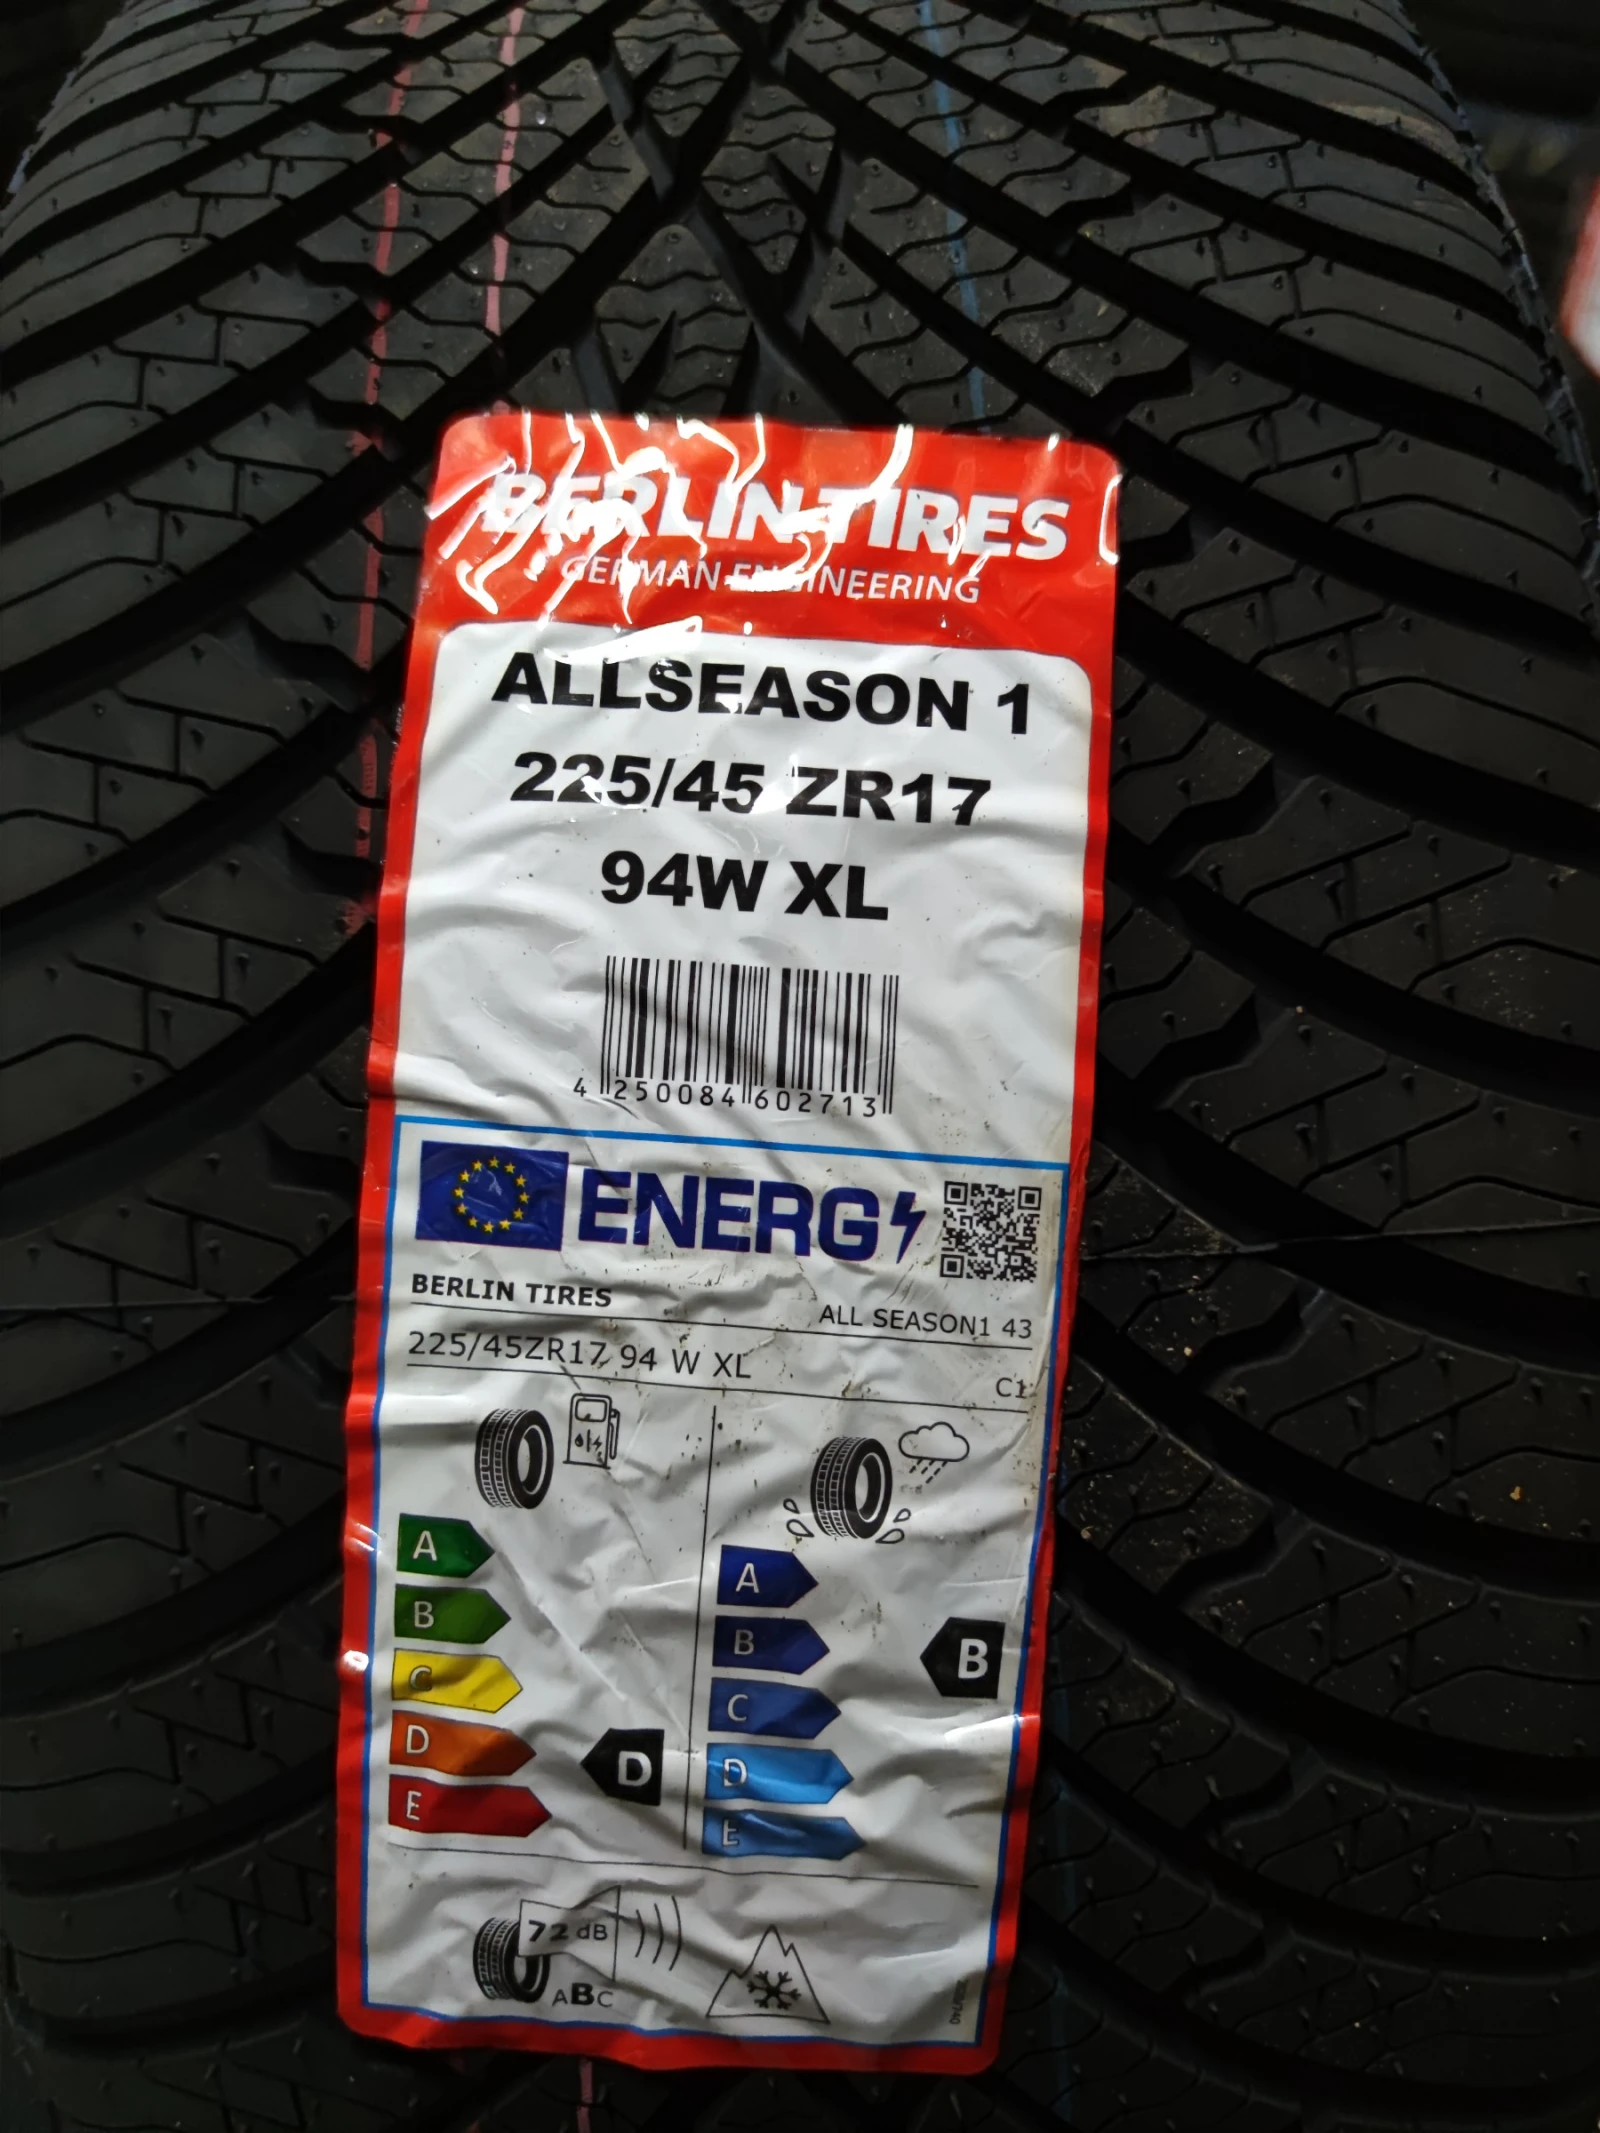 BERLIN TIRES
GERMAN ENGINEERING
ALLSEASON 1
225/45 ZR17
94W XL
4 250084 602713
ENERG
BERLIN TIRES
ALL SEASON1 43
225/45ZR17 94 W XL
C1
A
B
C
D
E
D
A
B
C
D
E
B
72 dB
ABC